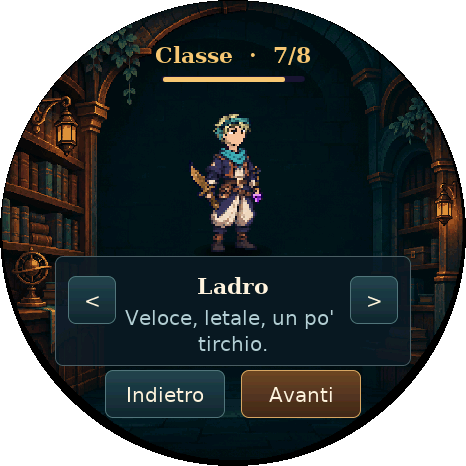 Classe · 7/8
Ladro
< >
Veloce, letale, un po'
tirchio.
Indietro Avanti